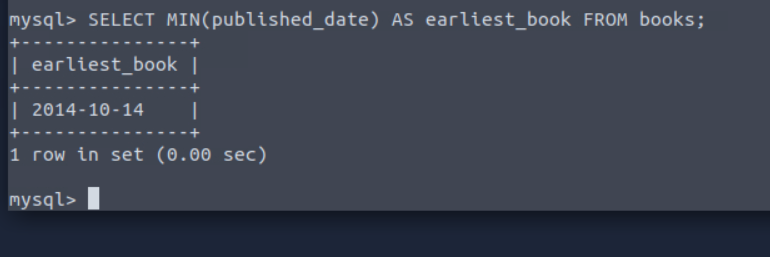 mysql> SELECT MIN(published_date) AS earliest_book FROM books;
+---------------+
| earliest_book |
+---------------+
| 2014-10-14    |
+---------------+
1 row in set (0.00 sec)
mysql>